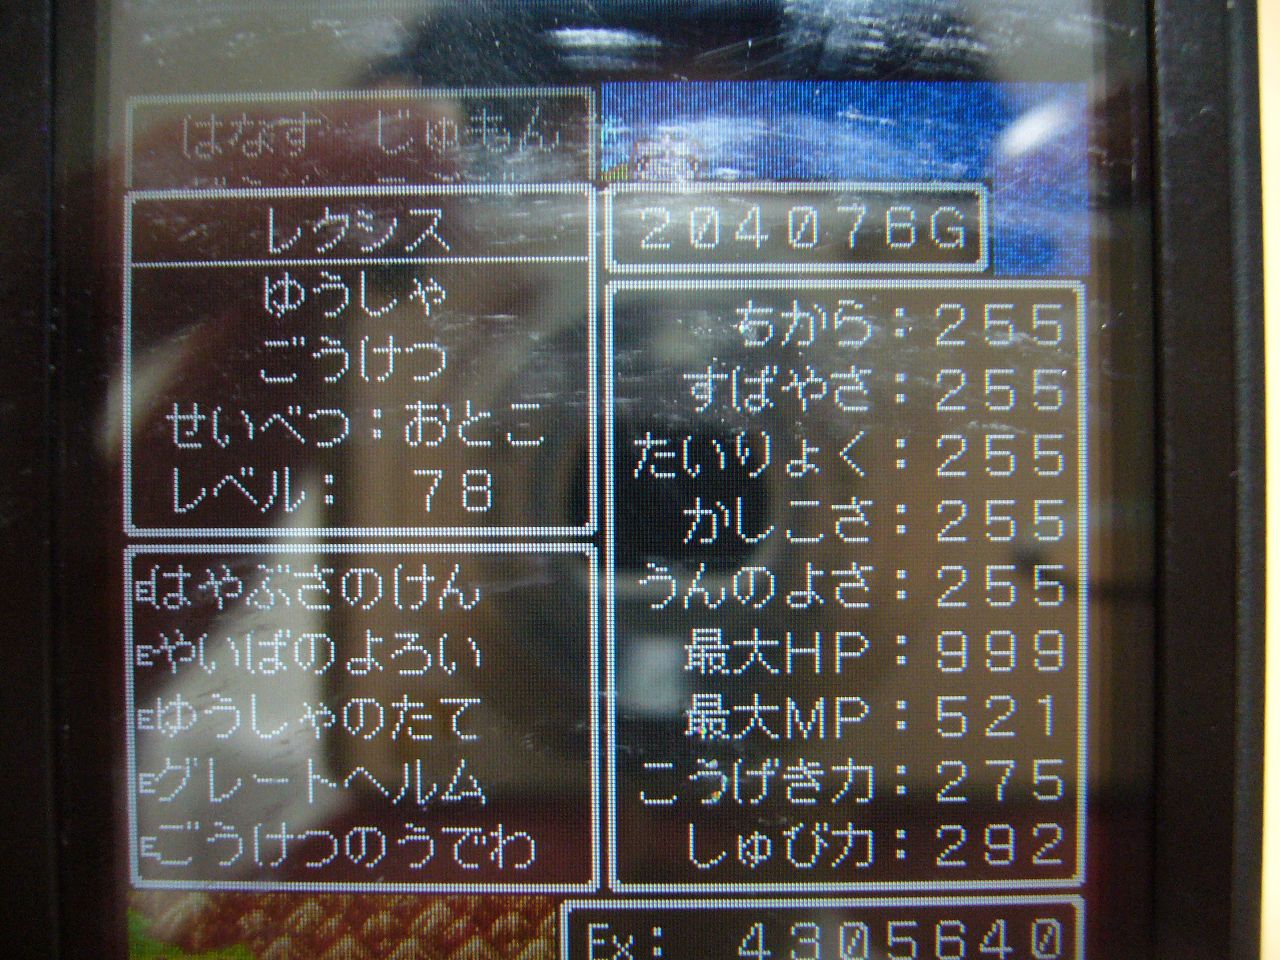 はなす じゅもん
レクシス
204076G
ゆうしゃ
ごうけつ
せいべつ：おとこ
レベル： 78
ちから：255
すばやさ：255
たいりょく：255
かしこさ：255
うんのよさ：255
最大HP：999
最大MP：521
こうげき力：275
しゅび力：292
Eはやぶさのけん
Eやいばのよろい
Eゆうしゃのたて
Eグレートヘルム
Eごうけつのうでわ
Ex： 4305640